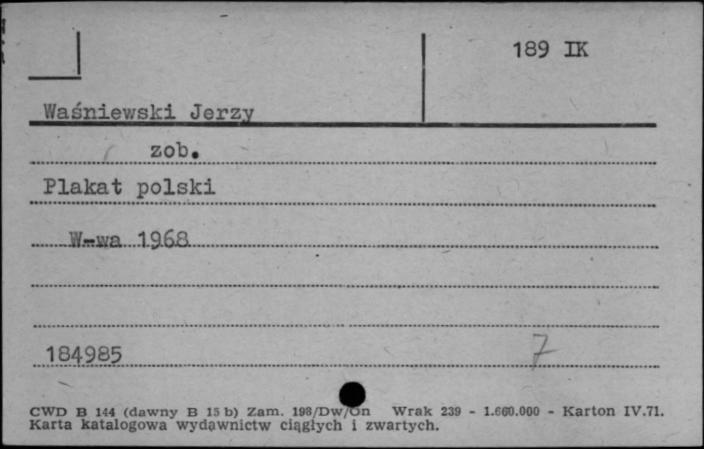 189 IK
Waśniewski Jerzy
zob.
Plakat polski
W-wa 1968
184985
7
CWD B 144 (dawny B 15 b) Zam. 198/Dw/On Wrak 239 - 1.660.000 - Karton IV.71.
Karta katalogowa wydawnictw ciągłych i zwartych.